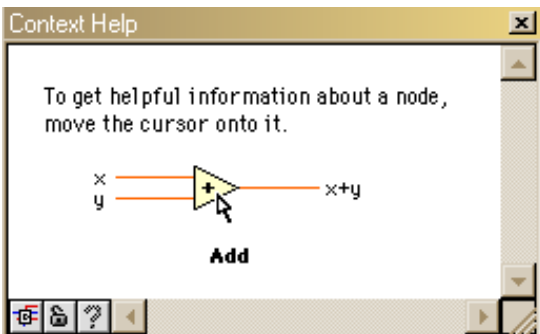 Context Help
To get helpful information about a node,
move the cursor onto it.
x
y
+
x+y
Add
?